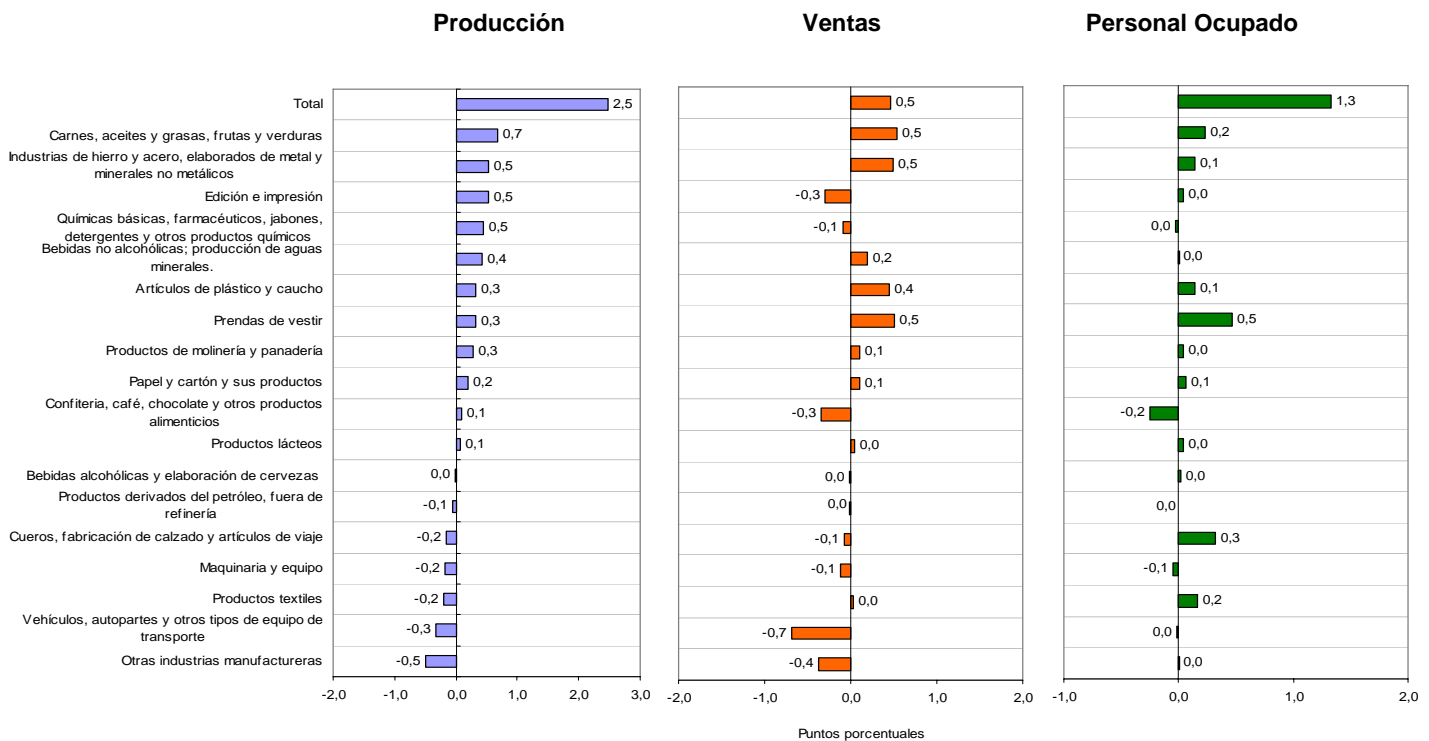 Producción
Ventas
Personal Ocupado
Total
2,5
0,5
1,3
Carnes, aceites y grasas, frutas y verduras
0,7
0,5
0,2
Industrias de hierro y acero, elaborados de metal y
minerales no metálicos
0,5
0,5
0,1
Edición e impresión
0,5
-0,3
0,0
Químicas básicas, farmacéuticos, jabones,
detergentes y otros productos químicos
0,5
-0,1
0,0
Bebidas no alcohólicas; producción de aguas
minerales.
0,4
0,2
0,0
Artículos de plástico y caucho
0,3
0,4
0,1
Prendas de vestir
0,3
0,5
0,5
Productos de molinería y panadería
0,3
0,1
0,0
Papel y cartón y sus productos
0,2
0,1
0,1
Confiteria, café, chocolate y otros productos
alimenticios
0,1
-0,3
-0,2
Productos lácteos
0,1
0,0
0,0
Bebidas alcohólicas y elaboración de cervezas
0,0
0,0
0,0
Productos derivados del petróleo, fuera de
refinería
-0,1
0,0
0,0
Cueros, fabricación de calzado y artículos de viaje
-0,2
-0,1
0,3
Maquinaria y equipo
-0,2
-0,1
-0,1
Productos textiles
-0,2
0,0
0,2
Vehículos, autopartes y otros tipos de equipo de
transporte
-0,3
-0,7
0,0
Otras industrias manufactureras
-0,5
-0,4
0,0
-2,0 -1,0 0,0 1,0 2,0 3,0
-2,0 -1,0 0,0 1,0 2,0
-1,0 0,0 1,0 2,0
Puntos porcentuales